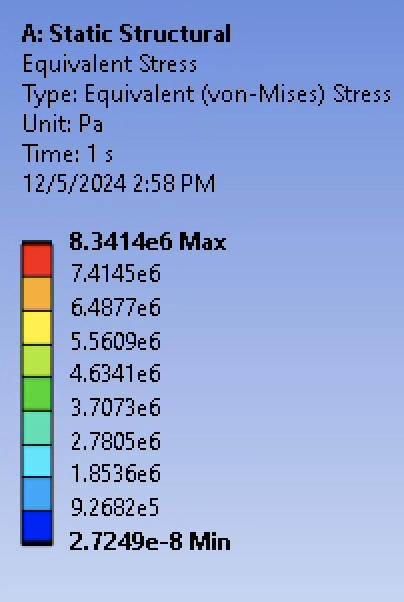 A: Static Structural
Equivalent Stress
Type: Equivalent (von-Mises) Stress
Unit: Pa
Time: 1 s
12/5/2024 2:58 PM
8.3414e6 Max
7.4145e6
6.4877e6
5.5609e6
4.6341e6
3.7073e6
2.7805e6
1.8536e6
9.2682e5
2.7249e-8 Min